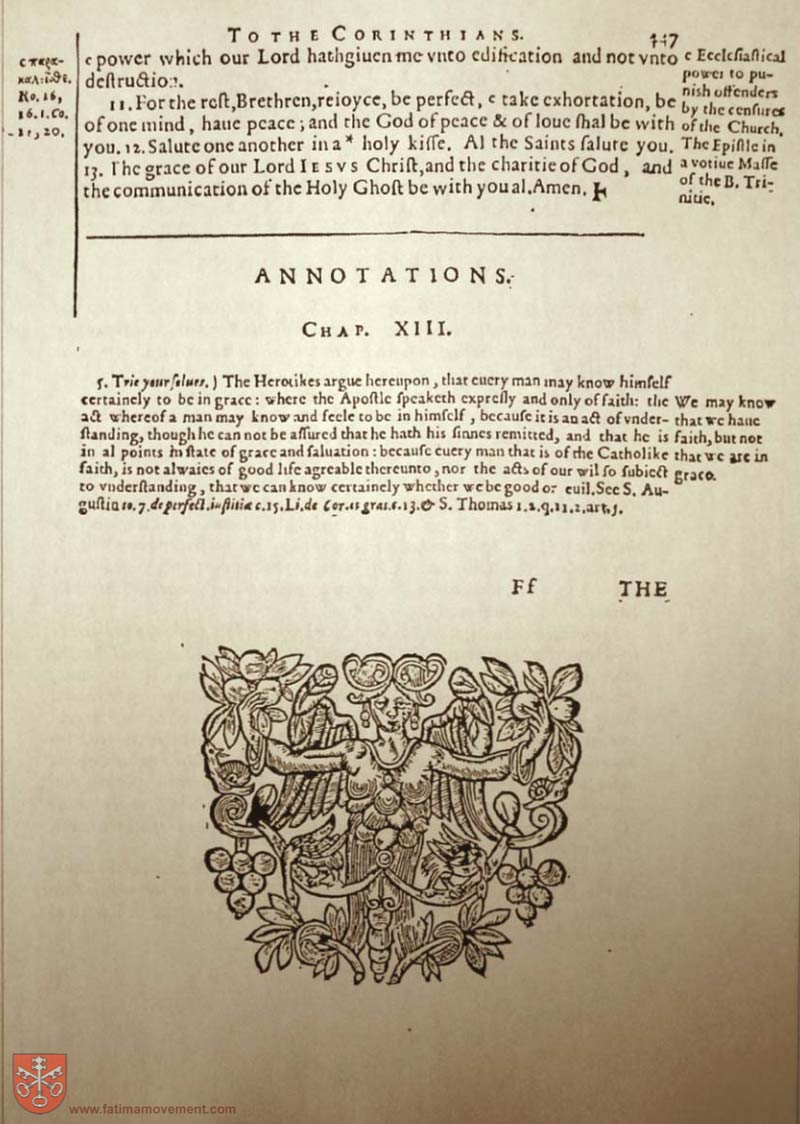 TO THE CORINTHIANS. 447
c power which our Lord hath giuen me vnto edification and not vnto
deſtruction.
11. For the reſt, Brethren, reioyce, be perfect, c take exhortation, be
of one mind, haue peace; and the God of peace & of loue ſhal be with
you. 12. Salute one another in a * holy kiſſe. Al the Saints ſalute you.
13. The grace of our Lord IESVS Chriſt, and the charitie of God, and
the communication of the Holy Ghoſt be with you al. Amen.
Ro. 16,
16. 1. Co.
20.
c Eccleſiaſtical
power to pu-
niſh offenders
by the cenſures
of the Church.
The Epiſtle in
a votiue Maſſe
of the B. Tri-
nitie.
ANNOTATIONS.
CHAP. XIII.
5. Trie your ſelues.) The Heretikes argue hereupon, that euery man may know himſelf
certainely to be in grace: where the Apoſtle ſpeaketh expreſly and only of faith: the
act whereof a man may know and feele to be in himſelf, becauſe it is an act of vnder-
ſtanding, though he can not be aſſured that he hath his ſinnes remitted, and that he is
in al points in ſtate of grace and ſaluation: becauſe euery man that is of the Catholike
faith, is not alwaies of good life agreable thereunto, nor the acts of our wil ſo ſubiect
to vnderſtanding, that we can know certainely whether we be good or euil. See S. Au-
guſtin to. 7. de perfect. iuſtitiæ c. 15. Li. de Cor. et grat. c. 13. & S. Thomas 1. 2. q. 112. art. 5.
We may know
that we haue
faith, but not
that we are in
grace.
Ff THE
www.fatimamovement.com